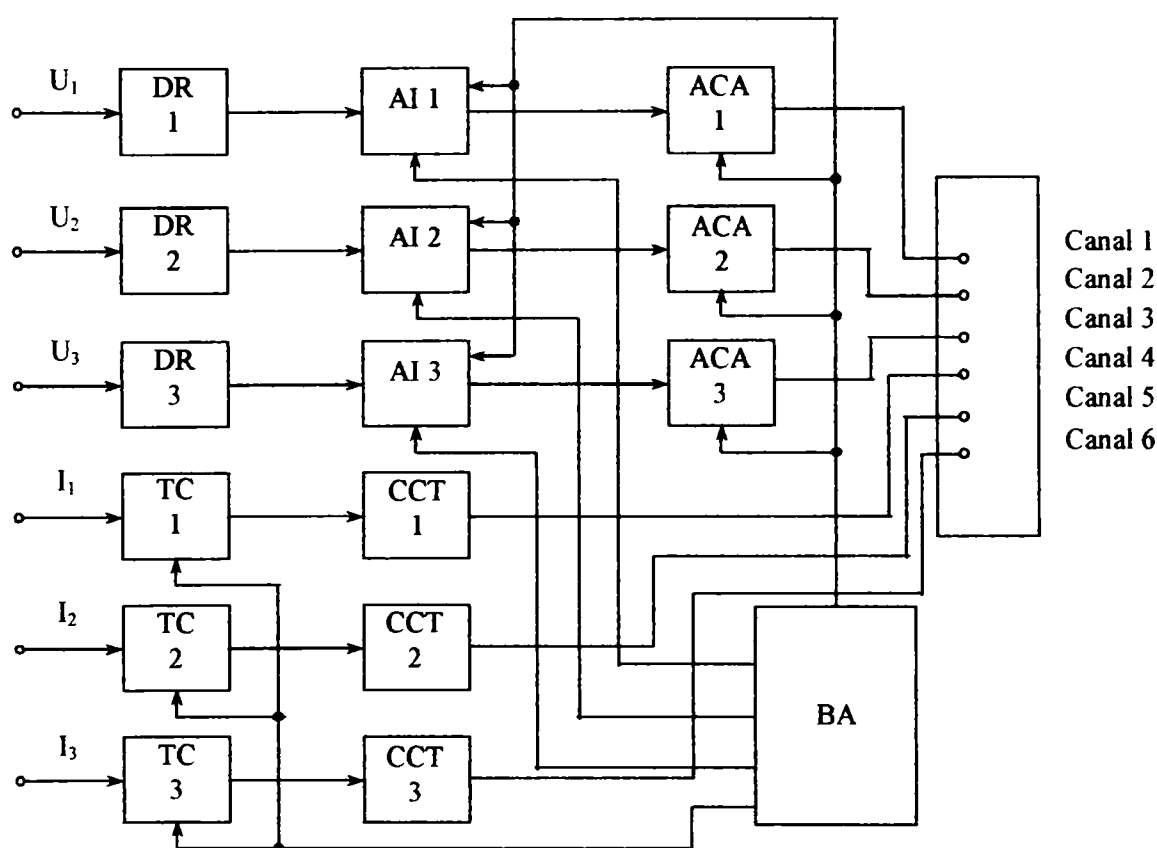 U₁
DR
1
AI 1
ACA
1
U₂
DR
2
AI 2
ACA
2
U₃
DR
3
AI 3
ACA
3
Canal 1
Canal 2
Canal 3
Canal 4
Canal 5
Canal 6
I₁
TC
1
CCT
1
I₂
TC
2
CCT
2
I₃
TC
3
CCT
3
BA